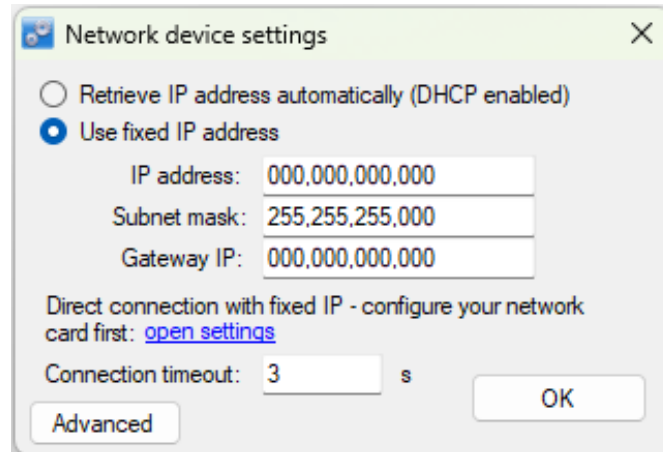 Network device settings
Retrieve IP address automatically (DHCP enabled)
Use fixed IP address
IP address: 000,000,000,000
Subnet mask: 255,255,255,000
Gateway IP: 000,000,000,000
Direct connection with fixed IP - configure your network
card first: open settings
Connection timeout: 3 s
OK
Advanced